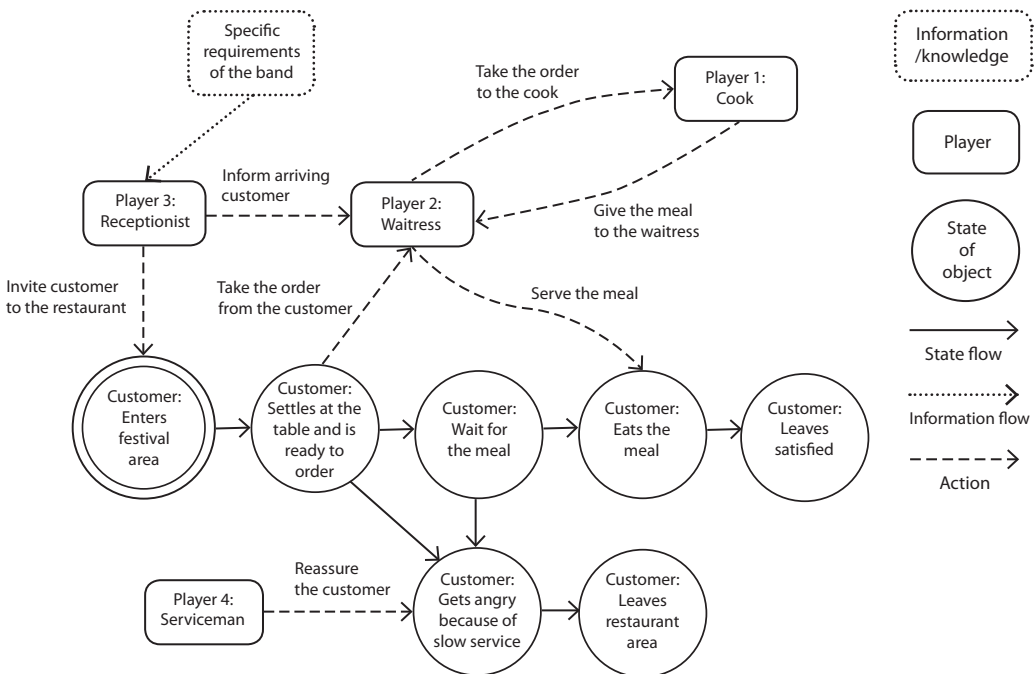 Specific
requirements
of the band
Take the order
to the cook
Player 1:
Cook
Information
/knowledge
Player
Inform arriving
customer
Player 3:
Receptionist
Player 2:
Waitress
Give the meal
to the waitress
State
of
object
Invite customer
to the restaurant
Take the order
from the customer
Serve the meal
State flow
Customer:
Enters
festival
area
Customer:
Settles at the
table and is
ready to
order
Customer:
Wait for
the meal
Customer:
Eats the
meal
Customer:
Leaves
satisfied
Information flow
Action
Player 4:
Serviceman
Reassure
the customer
Customer:
Gets angry
because of
slow service
Customer:
Leaves
restaurant
area